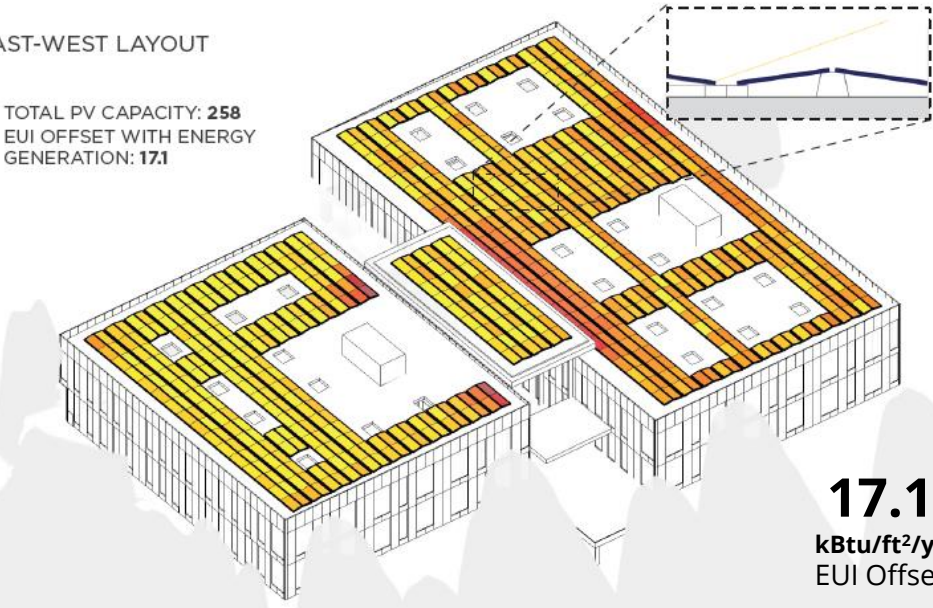 AST-WEST LAYOUT
TOTAL PV CAPACITY: 258
EUI OFFSET WITH ENERGY
GENERATION: 17.1
17.1
kBtu/ft²/y
EUI Offse